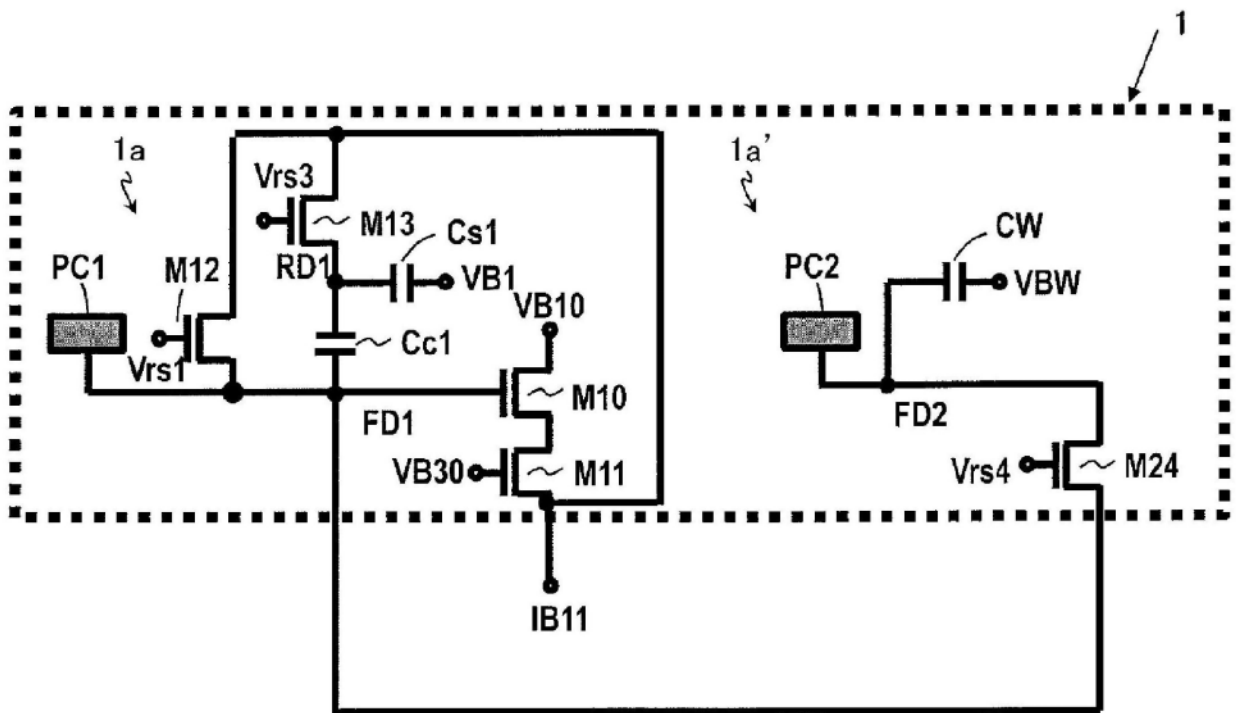 1
1a
1a'
Vrs3
M13
Cs1
CW
PC1
M12
RD1
VB1
PC2
VBW
VB10
Vrs1
Cc1
M10
FD1
FD2
VB30
M11
Vrs4
M24
IB11